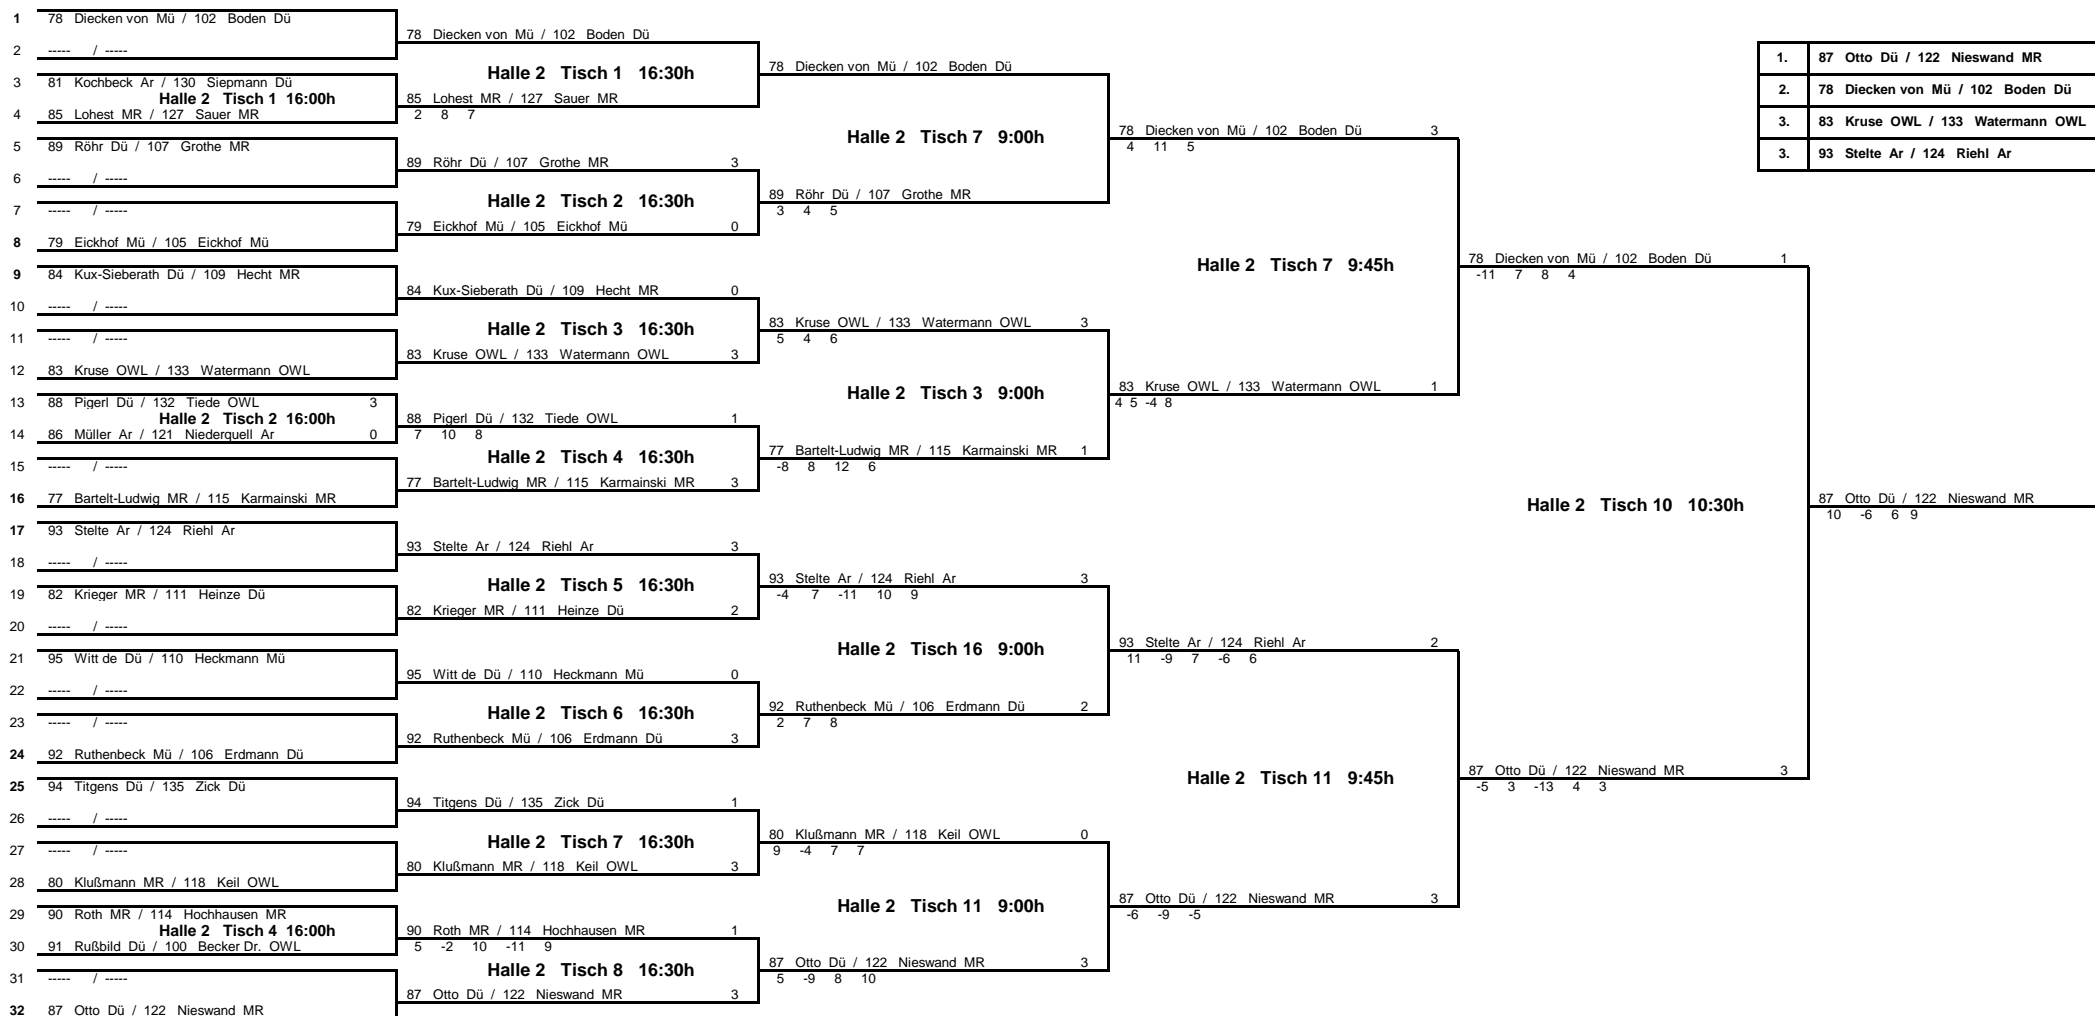 1 78 Diecken von Mü / 102 Boden Dü
2 ----- / -----
3 81 Kochbeck Ar / 130 Siepmann Dü
Halle 2 Tisch 1 16:00h
4 85 Lohest MR / 127 Sauer MR
5 89 Röhr Dü / 107 Grothe MR
6 ----- / -----
7 ----- / -----
8 79 Eickhof Mü / 105 Eickhof Mü
9 84 Kux-Sieberath Dü / 109 Hecht MR
10 ----- / -----
11 ----- / -----
12 83 Kruse OWL / 133 Watermann OWL
13 88 Pigerl Dü / 132 Tiede OWL 3
Halle 2 Tisch 2 16:00h
14 86 Müller Ar / 121 Niederquell Ar 0
15 ----- / -----
16 77 Bartelt-Ludwig MR / 115 Karmainski MR
17 93 Stelte Ar / 124 Riehl Ar
18 ----- / -----
19 82 Krieger MR / 111 Heinze Dü
20 ----- / -----
21 95 Witt de Dü / 110 Heckmann Mü
22 ----- / -----
23 ----- / -----
24 92 Ruthenbeck Mü / 106 Erdmann Dü
25 94 Titgens Dü / 135 Zick Dü
26 ----- / -----
27 ----- / -----
28 80 Klußmann MR / 118 Keil OWL
29 90 Roth MR / 114 Hochhausen MR
Halle 2 Tisch 4 16:00h
30 91 Rußbild Dü / 100 Becker Dr. OWL
31 ----- / -----
32 87 Otto Dü / 122 Nieswand MR
78 Diecken von Mü / 102 Boden Dü
Halle 2 Tisch 1 16:30h
85 Lohest MR / 127 Sauer MR
2 8 7
89 Röhr Dü / 107 Grothe MR 3
Halle 2 Tisch 2 16:30h
79 Eickhof Mü / 105 Eickhof Mü 0
84 Kux-Sieberath Dü / 109 Hecht MR 0
Halle 2 Tisch 3 16:30h
83 Kruse OWL / 133 Watermann OWL 3
88 Pigerl Dü / 132 Tiede OWL 1
7 10 8
Halle 2 Tisch 4 16:30h
77 Bartelt-Ludwig MR / 115 Karmainski MR 3
93 Stelte Ar / 124 Riehl Ar 3
Halle 2 Tisch 5 16:30h
82 Krieger MR / 111 Heinze Dü 2
95 Witt de Dü / 110 Heckmann Mü 0
Halle 2 Tisch 6 16:30h
92 Ruthenbeck Mü / 106 Erdmann Dü 3
94 Titgens Dü / 135 Zick Dü 1
Halle 2 Tisch 7 16:30h
80 Klußmann MR / 118 Keil OWL 3
90 Roth MR / 114 Hochhausen MR 1
5 -2 10 -11 9
Halle 2 Tisch 8 16:30h
87 Otto Dü / 122 Nieswand MR 3
78 Diecken von Mü / 102 Boden Dü
Halle 2 Tisch 7 9:00h
89 Röhr Dü / 107 Grothe MR
3 4 5
83 Kruse OWL / 133 Watermann OWL 3
5 4 6
Halle 2 Tisch 3 9:00h
77 Bartelt-Ludwig MR / 115 Karmainski MR 1
-8 8 12 6
93 Stelte Ar / 124 Riehl Ar 3
-4 7 -11 10 9
Halle 2 Tisch 16 9:00h
92 Ruthenbeck Mü / 106 Erdmann Dü 2
2 7 8
80 Klußmann MR / 118 Keil OWL 0
9 -4 7 7
Halle 2 Tisch 11 9:00h
87 Otto Dü / 122 Nieswand MR 3
5 -9 8 10
78 Diecken von Mü / 102 Boden Dü 3
4 11 5
Halle 2 Tisch 7 9:45h
83 Kruse OWL / 133 Watermann OWL 1
4 5 -4 8
93 Stelte Ar / 124 Riehl Ar 2
11 -9 7 -6 6
Halle 2 Tisch 11 9:45h
87 Otto Dü / 122 Nieswand MR 3
-6 -9 -5
78 Diecken von Mü / 102 Boden Dü 1
-11 7 8 4
Halle 2 Tisch 10 10:30h
87 Otto Dü / 122 Nieswand MR 3
-5 3 -13 4 3
87 Otto Dü / 122 Nieswand MR
10 -6 6 9
1. 87 Otto Dü / 122 Nieswand MR
2. 78 Diecken von Mü / 102 Boden Dü
3. 83 Kruse OWL / 133 Watermann OWL
3. 93 Stelte Ar / 124 Riehl Ar